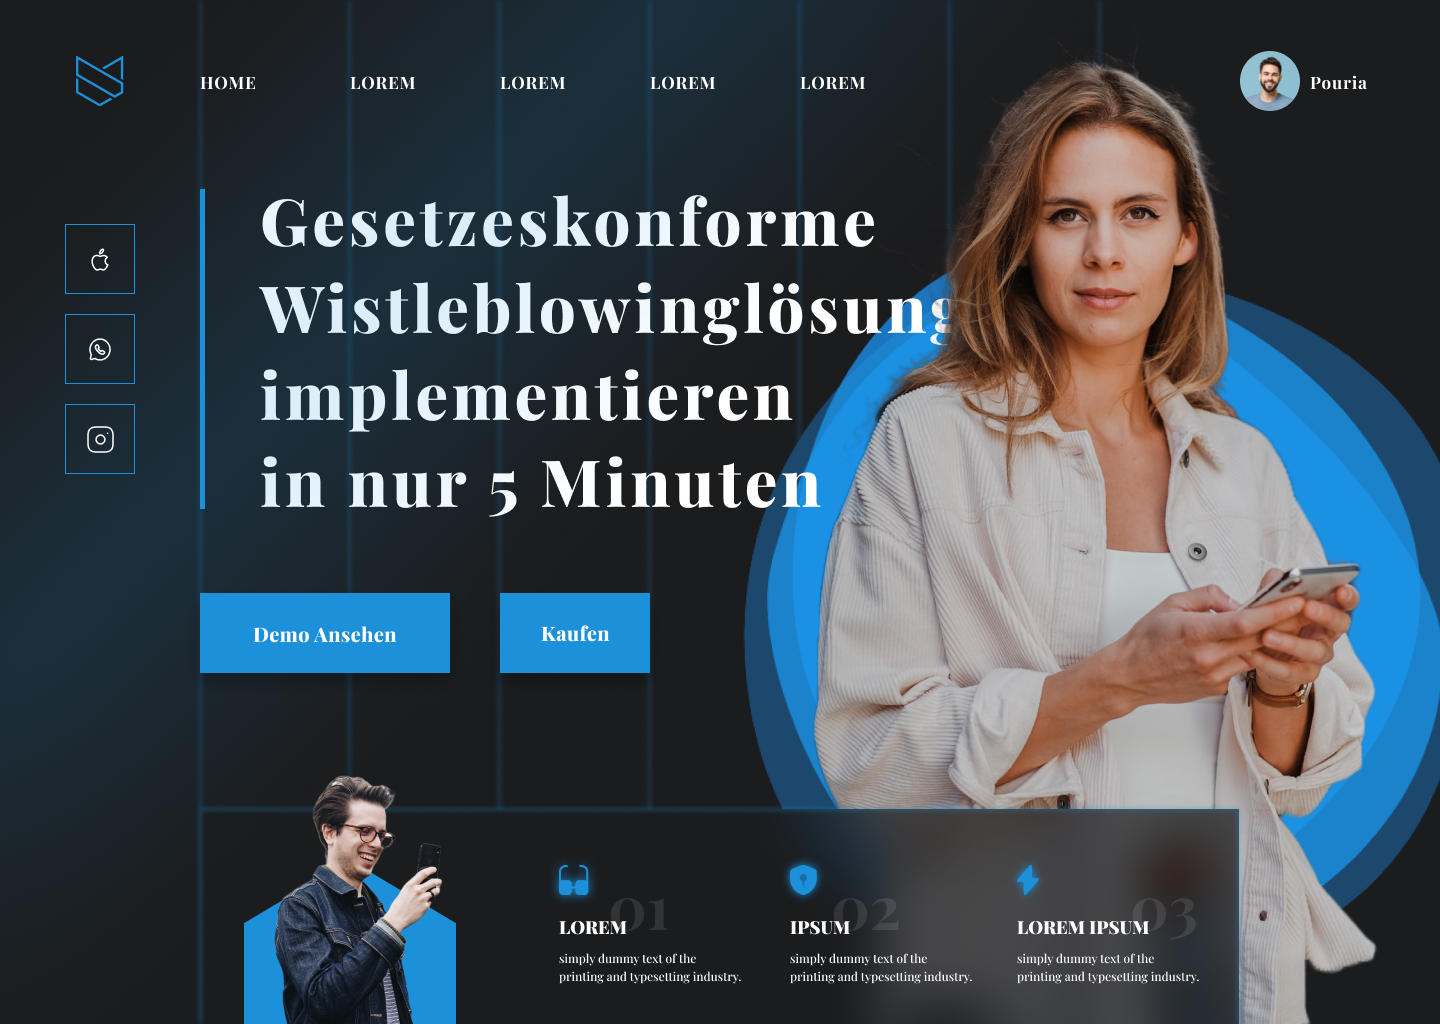 HOME
LOREM
LOREM
LOREM
LOREM
Pouria
Gesetzeskonforme
Wistleblowinglösung
implementieren
in nur 5 Minuten
Demo Ansehen
Kaufen
01
LOREM
simply dummy text of the
printing and typesetting industry.
02
IPSUM
simply dummy text of the
printing and typesetting industry.
03
LOREM IPSUM
simply dummy text of the
printing and typesetting industry.